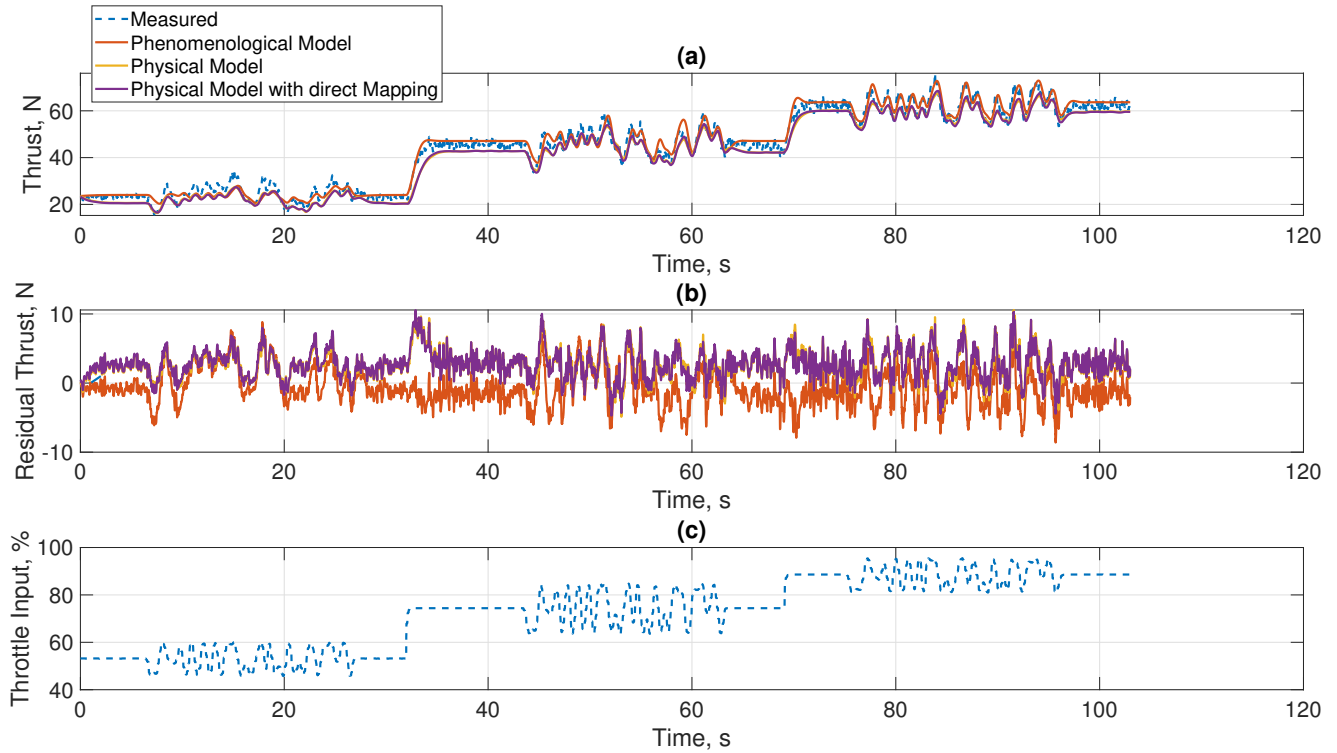 Measured
Phenomenological Model
Physical Model
Physical Model with direct Mapping
(a)
Thrust, N
60
40
20
0 20 40 60 80 100 120
Time, s
(b)
Residual Thrust, N
10
0
-10
0 20 40 60 80 100 120
Time, s
(c)
Throttle Input, %
100
80
60
40
0 20 40 60 80 100 120
Time, s